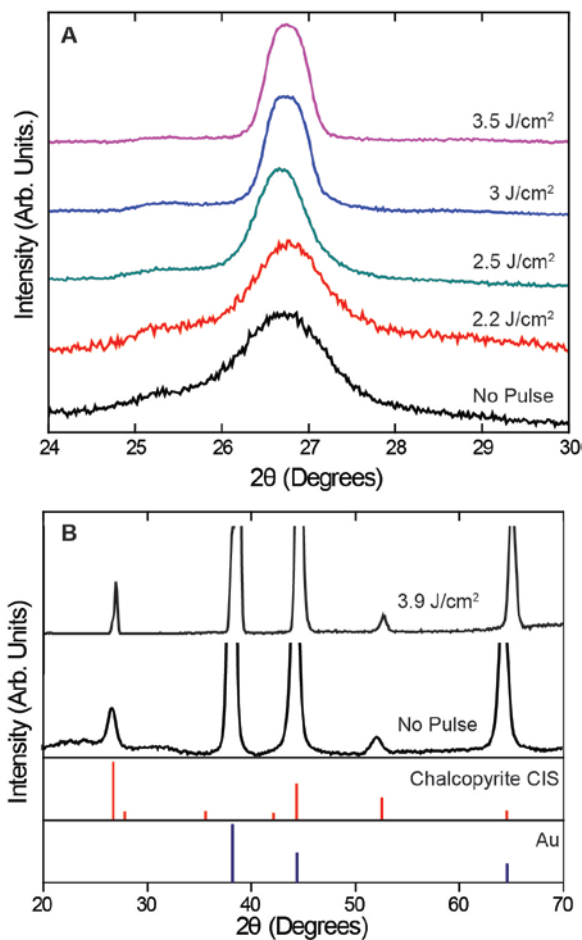 A
3.5 J/cm²
3 J/cm²
2.5 J/cm²
2.2 J/cm²
No Pulse
Intensity (Arb. Units.)
24 25 26 27 28 29 30
2θ (Degrees)
B
3.9 J/cm²
No Pulse
Chalcopyrite CIS
Au
Intensity (Arb. Units)
20 30 40 50 60 70
2θ (Degrees)